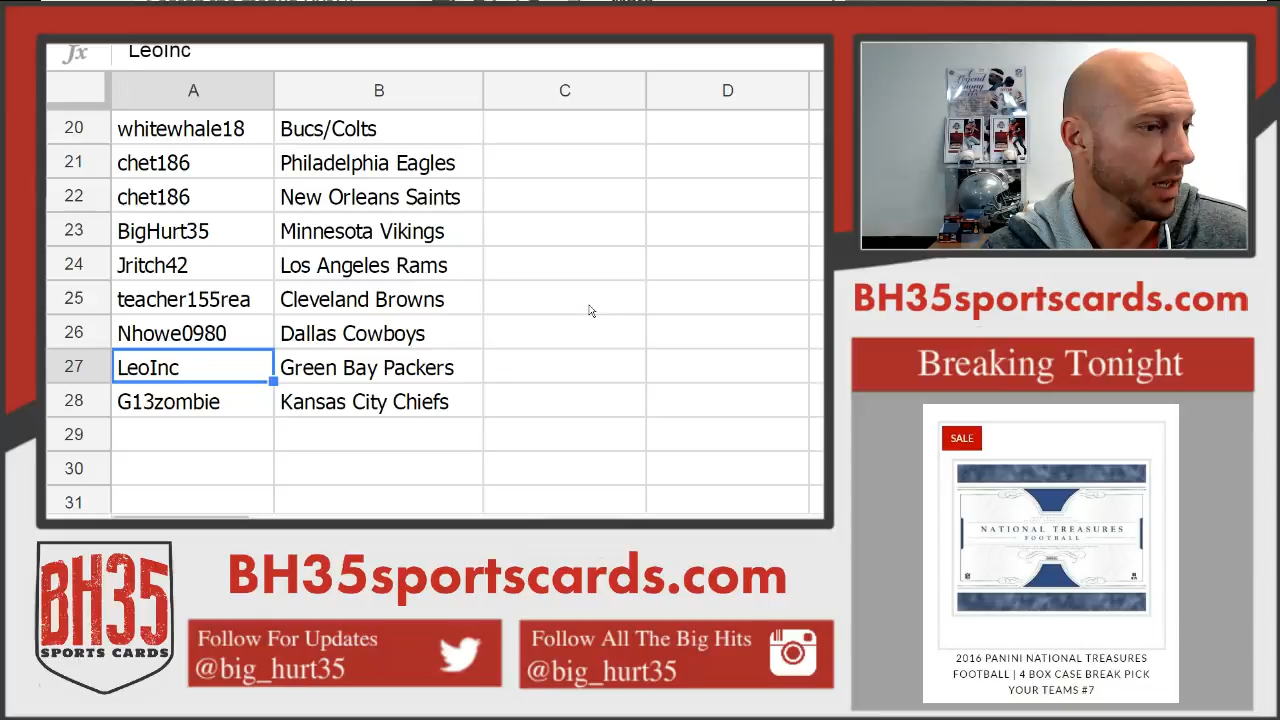 fx LeoInc
A B C D
20 whitewhale18 Bucs/Colts
21 chet186 Philadelphia Eagles
22 chet186 New Orleans Saints
23 BigHurt35 Minnesota Vikings
24 Jritch42 Los Angeles Rams
25 teacher155rea Cleveland Browns
26 Nhowe0980 Dallas Cowboys
27 LeoInc Green Bay Packers
28 G13zombie Kansas City Chiefs
29
30
31
BH35sportscards.com
Breaking Tonight
SALE
NATIONAL TREASURES
FOOTBALL
2016 PANINI NATIONAL TREASURES
FOOTBALL | 4 BOX CASE BREAK PICK
YOUR TEAMS #7
BH35
SPORTS CARDS
BH35sportscards.com
Follow For Updates
@big_hurt35
Follow All The Big Hits
@big_hurt35